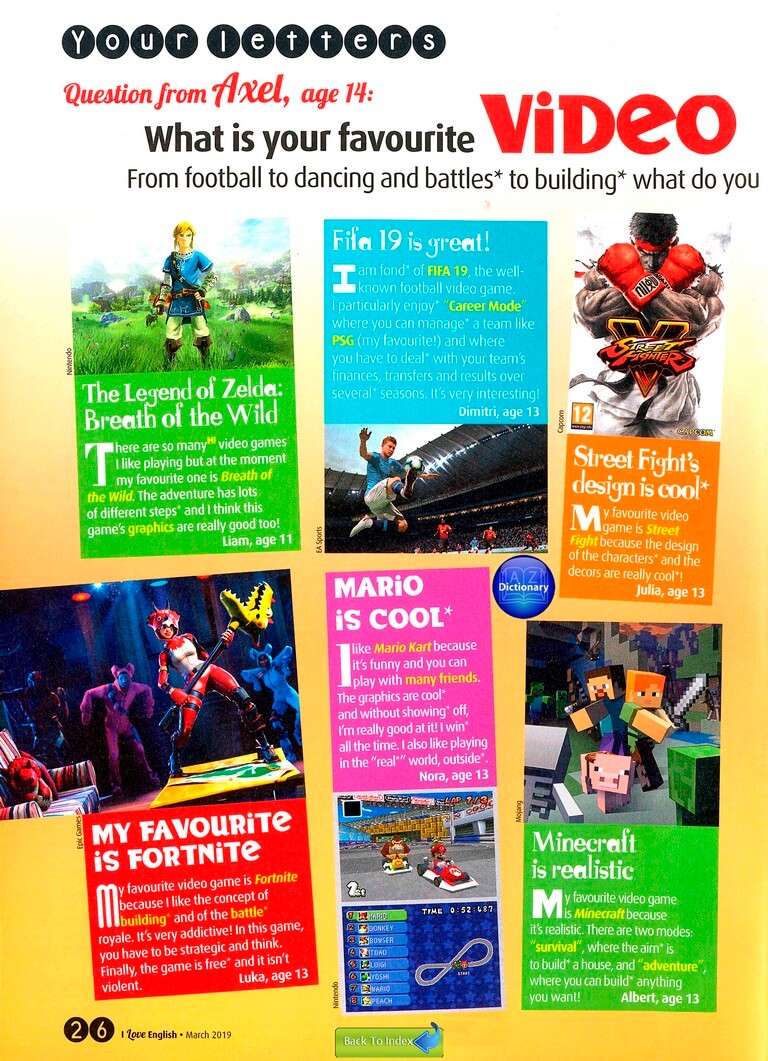 Your letters
Question from Axel, age 14:
What is your favourite ViDeo
From football to dancing and battles* to building* what do you
Nintendo
The Legend of Zelda:
Breath of the Wild
There are so many video games
I like playing but at the moment
my favourite one is Breath of
the Wild. The adventure has lots
of different steps* and I think this
game's graphics are really good too!
Liam, age 11
Fifa 19 is great!
I am fond* of FIFA 19, the well-
known football video game.
I particularly enjoy* "Career Mode"
where you can manage* a team like
PSG (my favourite!) and where
you have to deal* with your team's
finances, transfers and results over
several* seasons. It's very interesting!
Dimitri, age 13
EA Sports
STREET
FIGHTER
V
12
CAPCOM
Capcom
Street Fight's
design is cool*
My favourite video
game is Street
Fight because the design
of the characters* and the
decors are really cool*!
Julia, age 13
A-Z
Dictionary
Epic Games
MY FAVOURITE
iS FORTNiTE
My favourite video game is Fortnite
because I like the concept of
building* and of the battle*
royale. It's very addictive! In this game,
you have to be strategic and think.
Finally, the game is free* and it isn't
violent.
Luka, age 13
MARiO
iS COOL*
I like Mario Kart because
it's funny and you can
play with many friends.
The graphics are cool*
and without showing* off,
I'm really good at it! I win*
all the time. I also like playing
in the "real*" world, outside*.
Nora, age 13
2nd
TIME 0:52:687
1 MARIO
2 DONKEY
3 BOWSER
4 TOAD
5 LUIGI
6 YOSHI
7 WARIO
8 PEACH
START
Nintendo
Mojang
Minecraft
is realistic
My favourite video game
is Minecraft because
it's realistic. There are two modes:
"survival", where the aim* is
to build* a house, and "adventure",
where you can build* anything
you want!
Albert, age 13
26 I Love English • March 2019
Back To Index